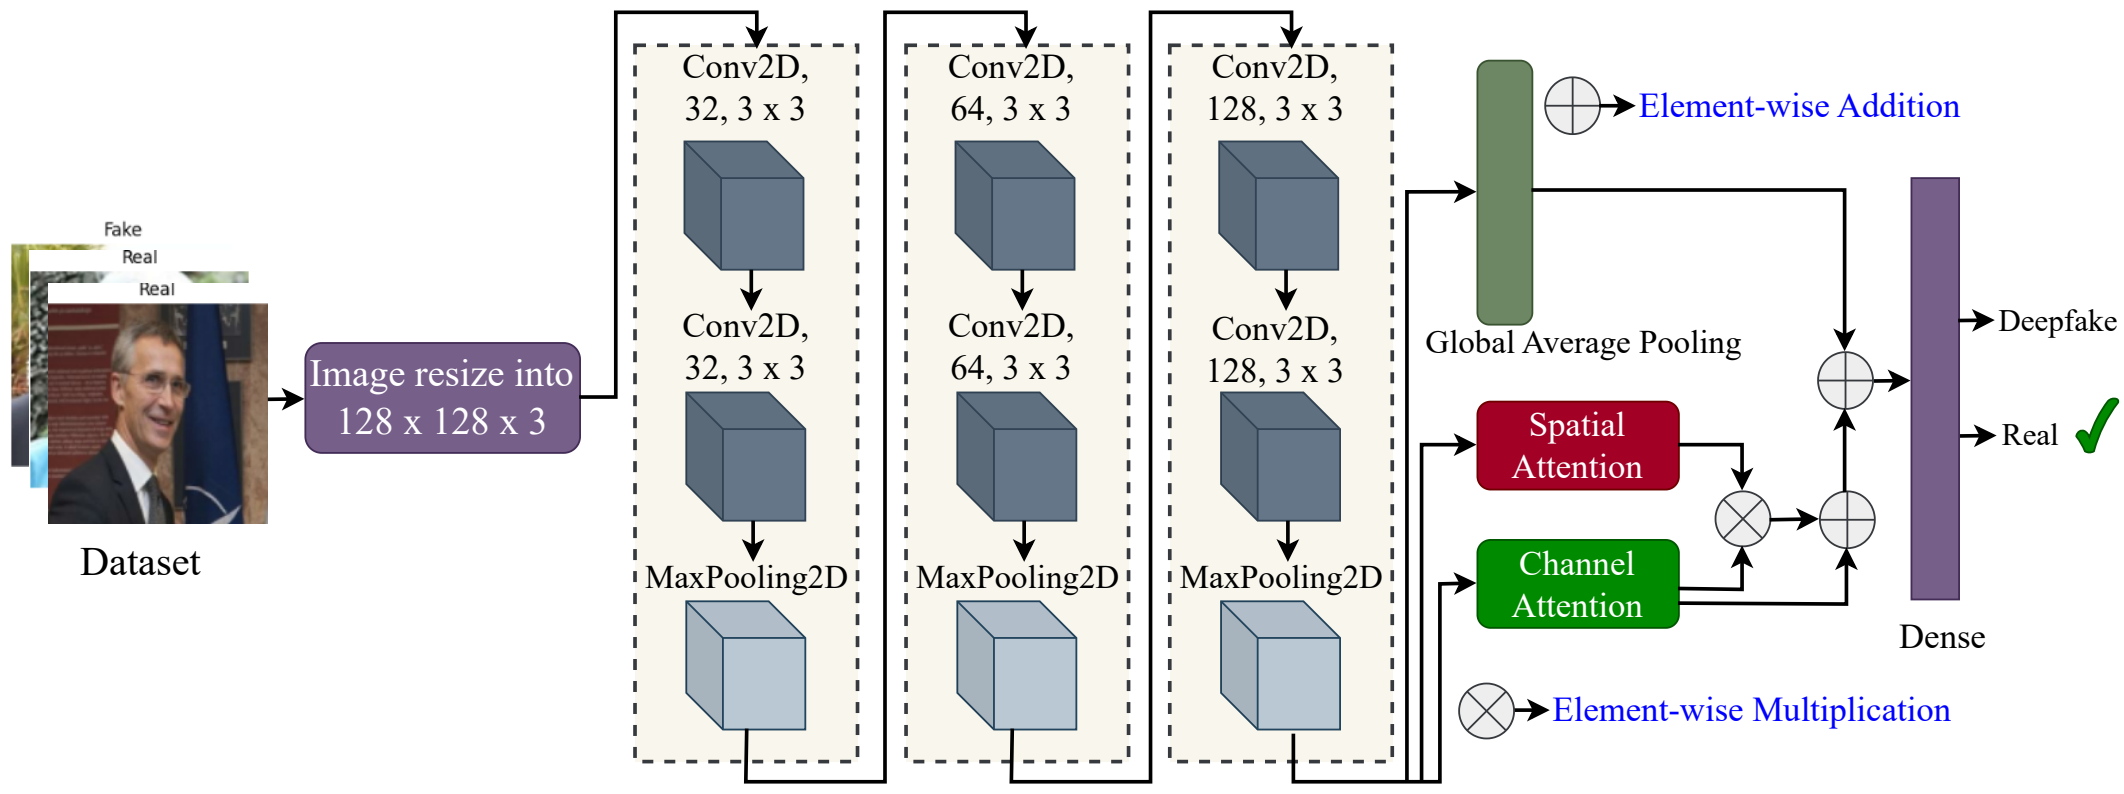 Fake
Real
Real
Dataset
Image resize into
128 x 128 x 3
Conv2D,
32, 3 x 3
Conv2D,
32, 3 x 3
MaxPooling2D
Conv2D,
64, 3 x 3
Conv2D,
64, 3 x 3
MaxPooling2D
Conv2D,
128, 3 x 3
Conv2D,
128, 3 x 3
MaxPooling2D
Element-wise Addition
Global Average Pooling
Spatial
Attention
Channel
Attention
Element-wise Multiplication
Dense
Deepfake
Real